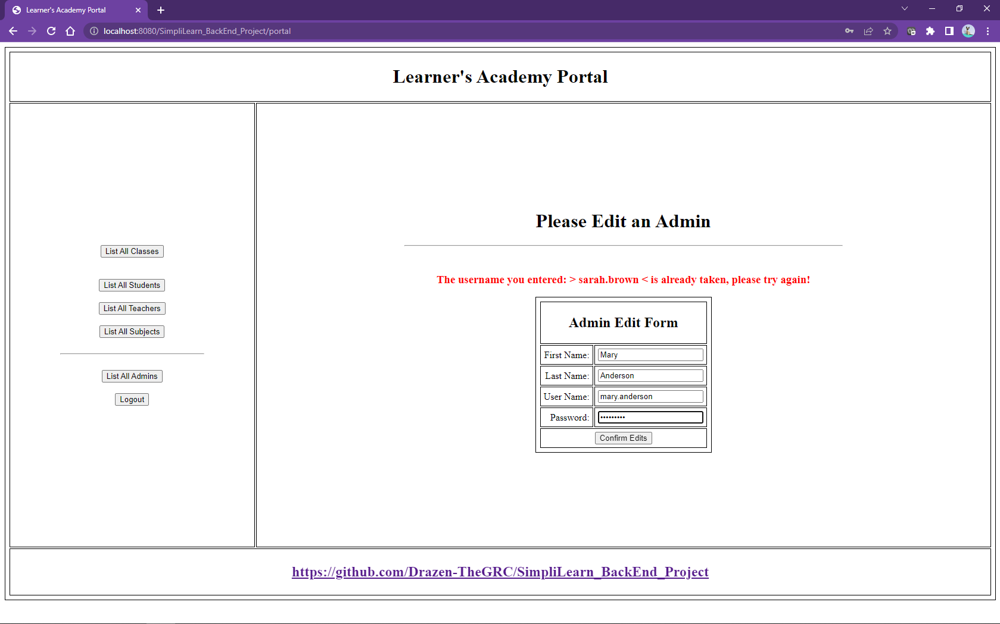 Learner's Academy Portal
localhost:8080/SimpliLearn_BackEnd_Project/portal
Learner's Academy Portal
List All Classes
List All Students
List All Teachers
List All Subjects
List All Admins
Logout
Please Edit an Admin
The username you entered: > sarah.brown < is already taken, please try again!
Admin Edit Form
First Name: Mary
Last Name: Anderson
User Name: mary.anderson
Password: •••••••••
Confirm Edits
https://github.com/Drazen-TheGRC/SimpliLearn_BackEnd_Project